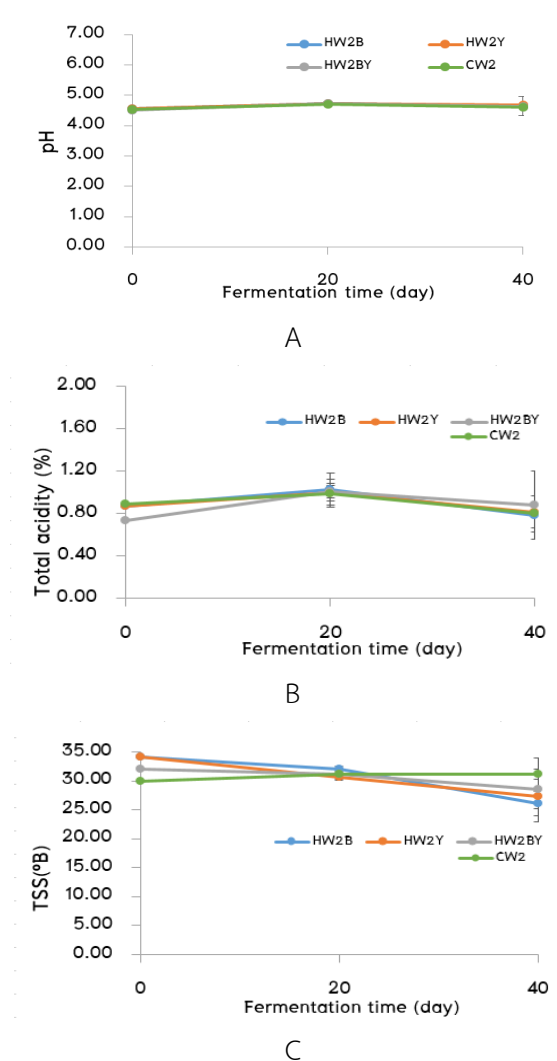 7.00
HW2B HW2Y
6.00
HW2BY CW2
5.00
4.00
pH
3.00
2.00
1.00
0.00
0 20 40
Fermentation time (day)
A
2.00
1.60
HW2B HW2Y HW2BY
CW2
1.20
Total acidity (%)
0.80
0.40
0.00
0 20 40
Fermentation time (day)
B
35.00
30.00
25.00
20.00
HW2B HW2Y HW2BY
CW2
15.00
TSS(ºB)
10.00
5.00
0.00
0 20 40
Fermentation time (day)
C